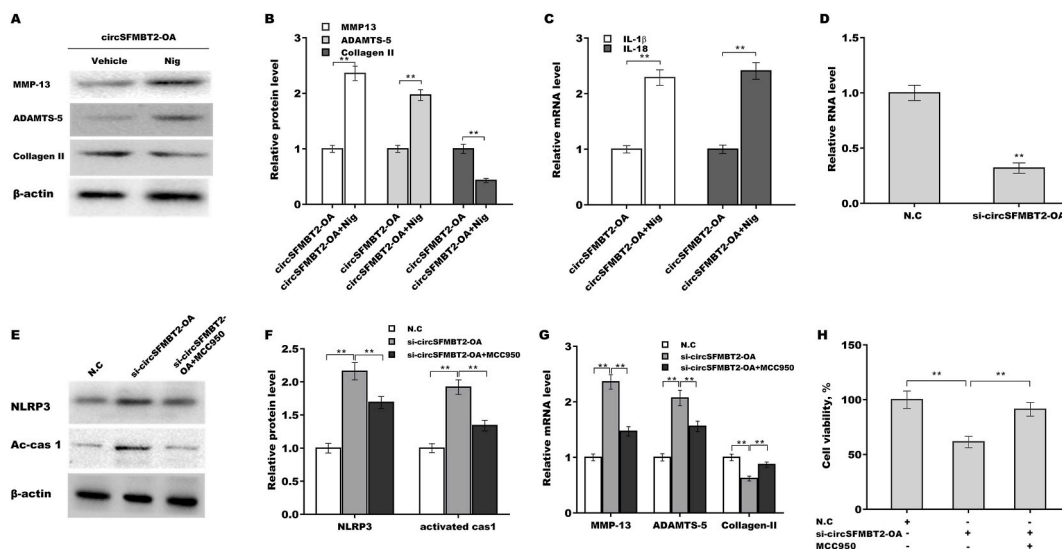 A
circSFMBT2-OA
Vehicle Nig
MMP-13
ADAMTS-5
Collagen II
β-actin
B
MMP13
ADAMTS-5
Collagen II
Relative protein level
3
2
1
0
** ** **
circSFMBT2-OA
circSFMBT2-OA+Nig
circSFMBT2-OA
circSFMBT2-OA+Nig
circSFMBT2-OA
circSFMBT2-OA+Nig
C
IL-1β
IL-18
Relative mRNA level
3
2
1
0
** **
circSFMBT2-OA
circSFMBT2-OA+Nig
circSFMBT2-OA
circSFMBT2-OA+Nig
D
Relative RNA level
1.5
1.0
0.5
0.0
**
N.C si-circSFMBT2-OA
E
N.C
si-circSFMBT2-OA
si-circSFMBT2-
OA+MCC950
NLRP3
Ac-cas 1
β-actin
F
N.C
si-circSFMBT2-OA
si-circSFMBT2-OA+MCC950
Relative protein level
2.5
2.0
1.5
1.0
0.5
0.0
** ** ** **
NLRP3 activated cas1
G
N.C
si-circSFMBT2-OA
si-circSFMBT2-OA+MCC950
Relative mRNA level
3
2
1
0
** ** ** ** ** **
MMP-13 ADAMTS-5 Collagen-II
H
Cell viability, %
150
100
50
0
** **
N.C + - -
si-circSFMBT2-OA - + +
MCC950 - - +